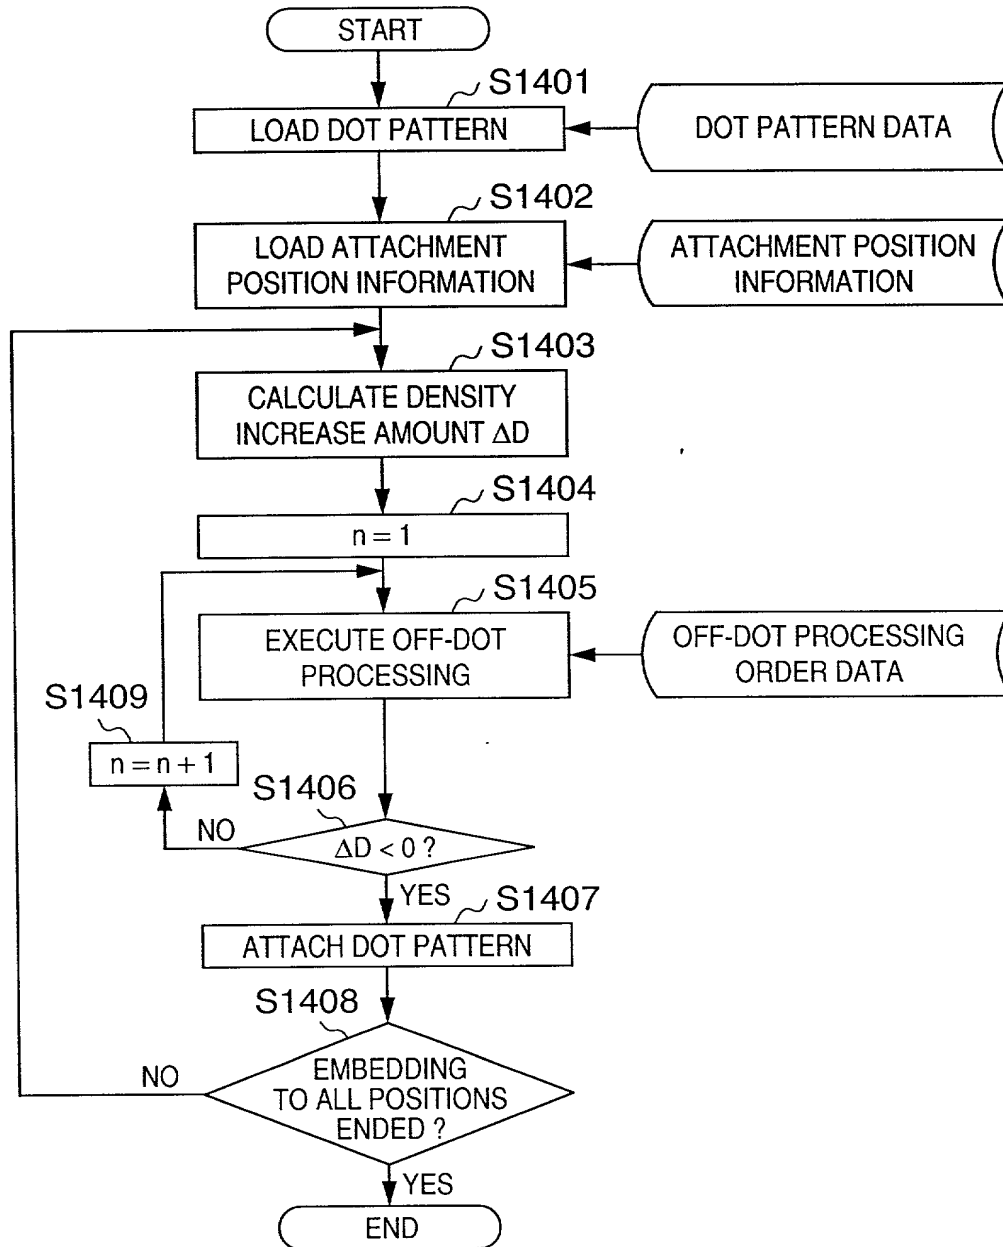 START
S1401
LOAD DOT PATTERN
DOT PATTERN DATA
S1402
LOAD ATTACHMENT
POSITION INFORMATION
ATTACHMENT POSITION
INFORMATION
S1403
CALCULATE DENSITY
INCREASE AMOUNT ΔD
S1404
n = 1
S1405
EXECUTE OFF-DOT
PROCESSING
OFF-DOT PROCESSING
ORDER DATA
S1409
n = n + 1
S1406
NO
ΔD < 0 ?
YES
S1407
ATTACH DOT PATTERN
S1408
NO
EMBEDDING
TO ALL POSITIONS
ENDED ?
YES
END